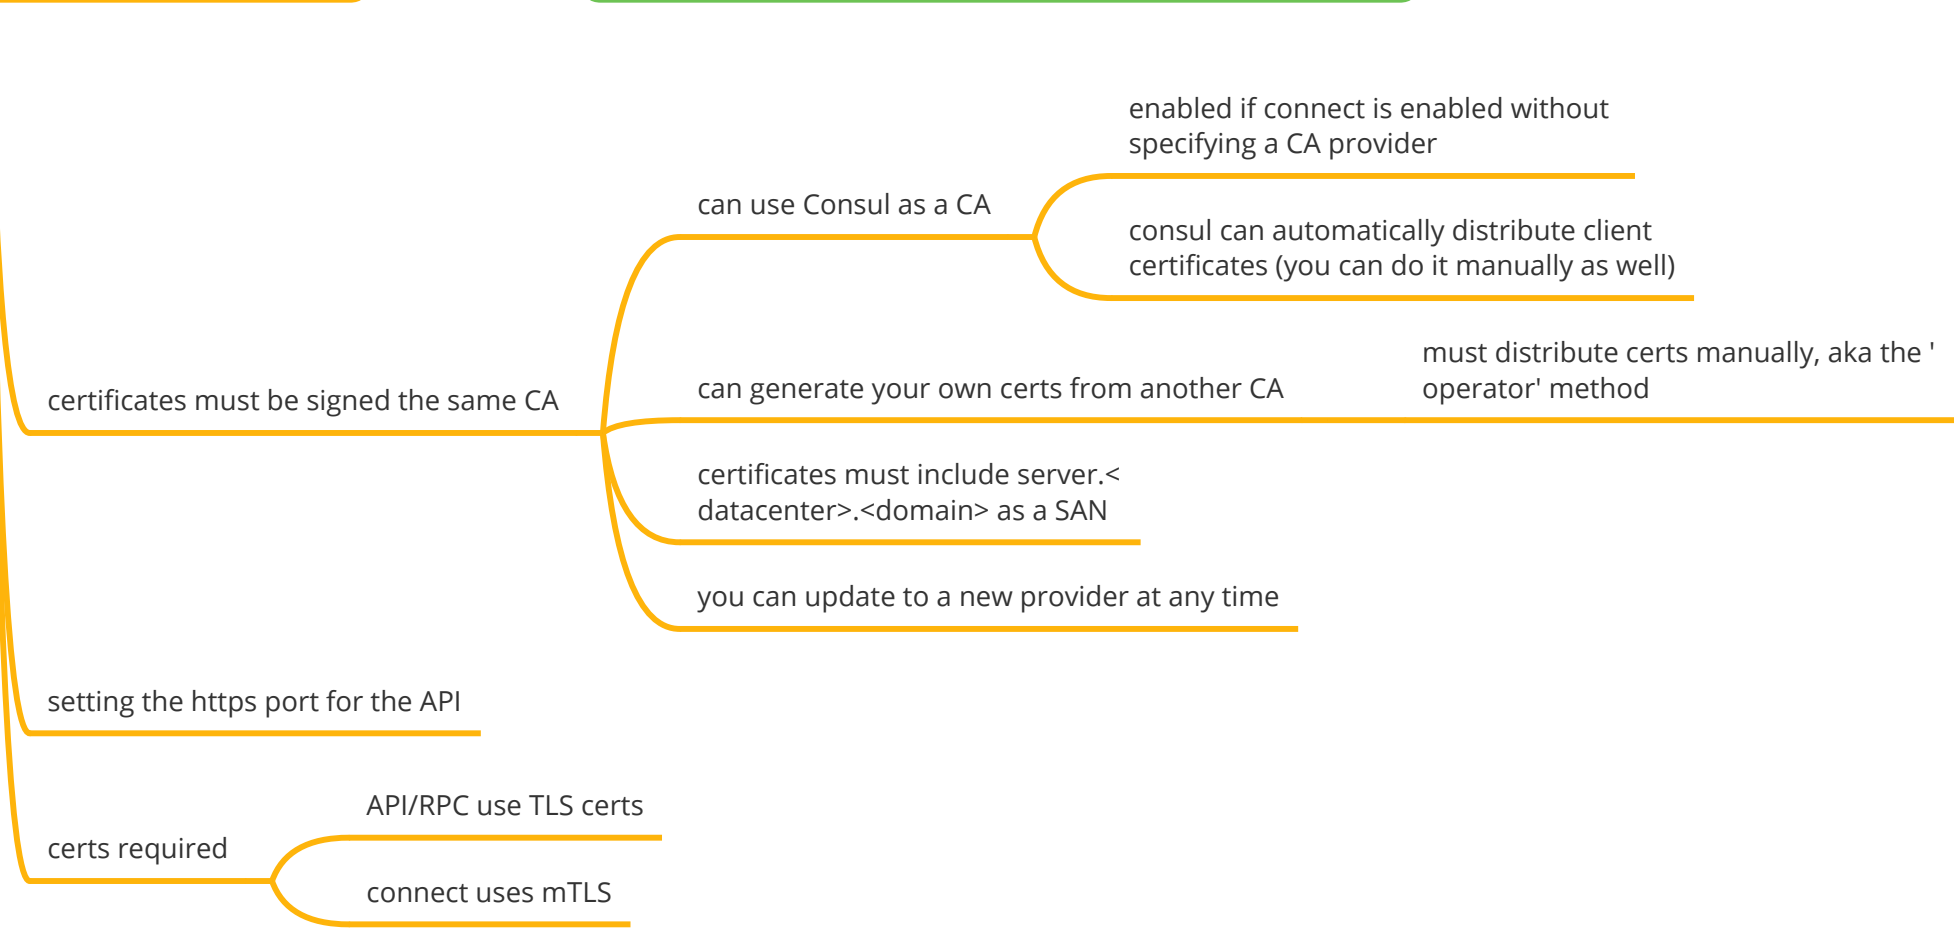 enabled if connect is enabled without
specifying a CA provider
can use Consul as a CA
consul can automatically distribute client
certificates (you can do it manually as well)
must distribute certs manually, aka the '
operator' method
can generate your own certs from another CA
certificates must be signed the same CA
certificates must include server.<
datacenter>.<domain> as a SAN
you can update to a new provider at any time
setting the https port for the API
API/RPC use TLS certs
certs required
connect uses mTLS